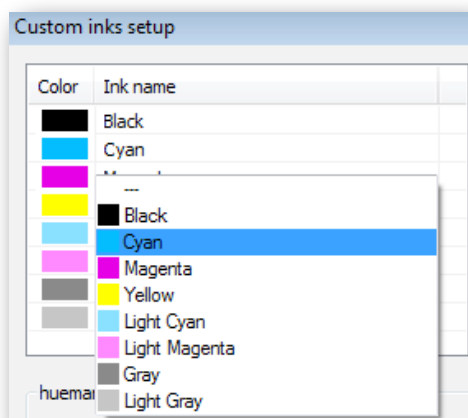 Custom inks setup
Color Ink name
Black
Cyan
---
Black
Cyan
Magenta
Yellow
Light Cyan
Light Magenta
Gray
Light Gray